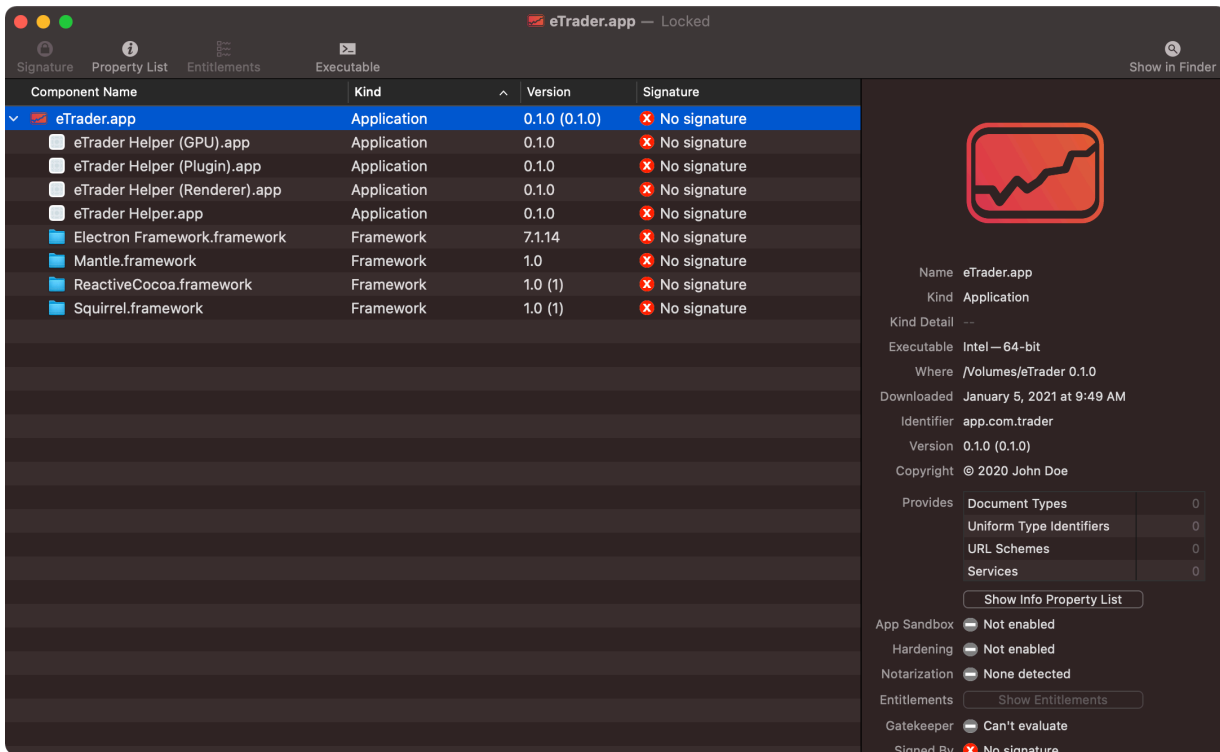 eTrader.app — Locked
Signature Property List Entitlements Executable Show in Finder
Component Name Kind Version Signature
eTrader.app Application 0.1.0 (0.1.0) No signature
eTrader Helper (GPU).app Application 0.1.0 No signature
eTrader Helper (Plugin).app Application 0.1.0 No signature
eTrader Helper (Renderer).app Application 0.1.0 No signature
eTrader Helper.app Application 0.1.0 No signature
Electron Framework.framework Framework 7.1.14 No signature
Mantle.framework Framework 1.0 No signature
ReactiveCocoa.framework Framework 1.0 (1) No signature
Squirrel.framework Framework 1.0 (1) No signature
Name eTrader.app
Kind Application
Kind Detail --
Executable Intel—64-bit
Where /Volumes/eTrader 0.1.0
Downloaded January 5, 2021 at 9:49 AM
Identifier app.com.trader
Version 0.1.0 (0.1.0)
Copyright © 2020 John Doe
Provides Document Types 0
Uniform Type Identifiers 0
URL Schemes 0
Services 0
Show Info Property List
App Sandbox Not enabled
Hardening Not enabled
Notarization None detected
Entitlements Show Entitlements
Gatekeeper Can't evaluate
Signed By No signature